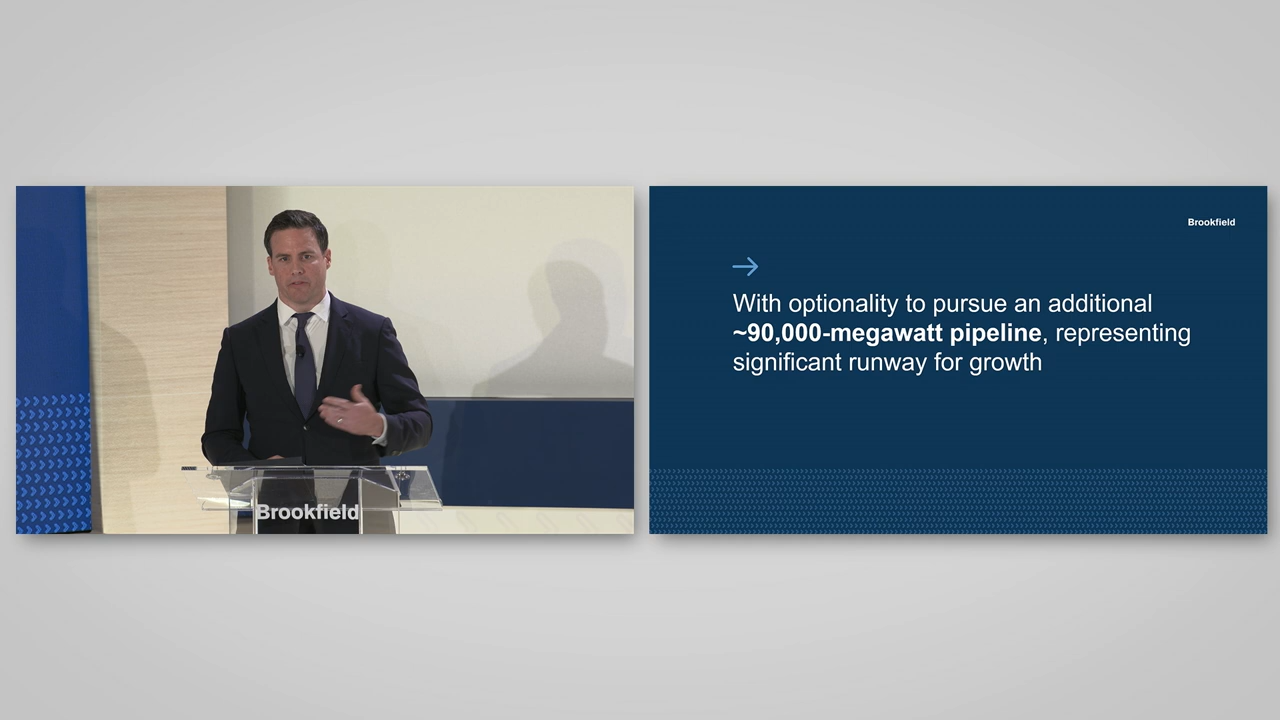 Brookfield
Brookfield
With optionality to pursue an additional
~90,000-megawatt pipeline, representing
significant runway for growth